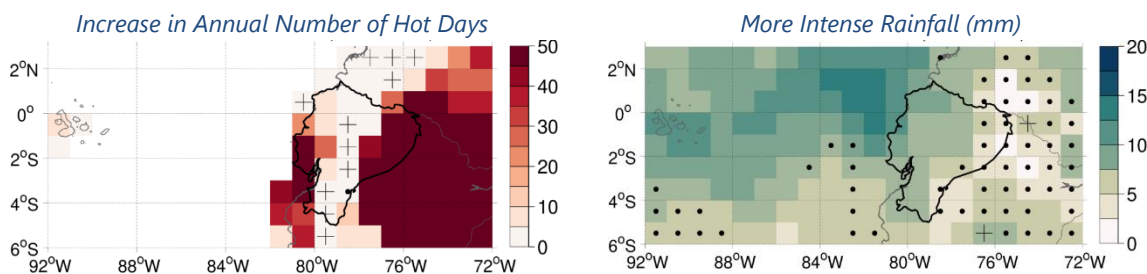 Increase in Annual Number of Hot Days
2°N
0°
2°S
4°S
6°S
92°W 88°W 84°W 80°W 76°W 72°W
50
40
30
20
10
0
More Intense Rainfall (mm)
2°N
0°
2°S
4°S
6°S
92°W 88°W 84°W 80°W 76°W 72°W
20
15
10
5
0